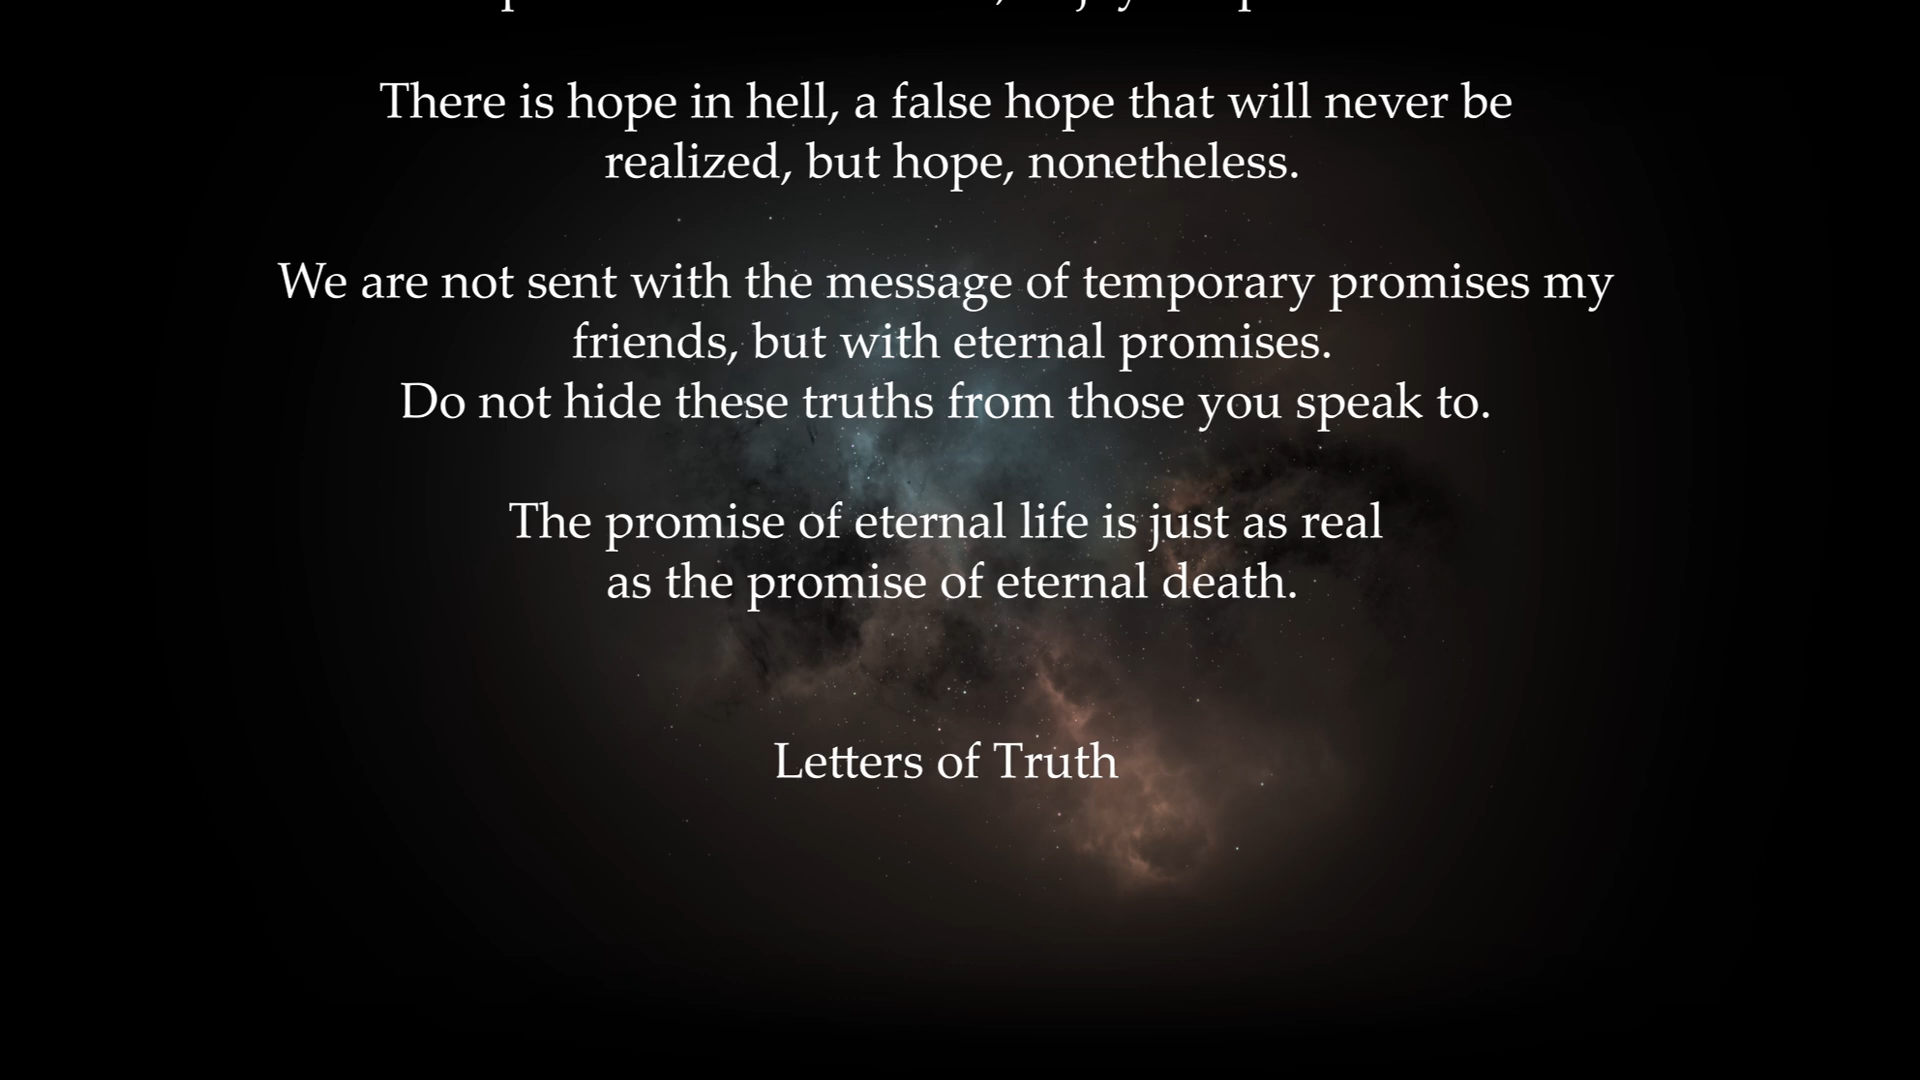 There is hope in hell, a false hope that will never be
realized, but hope, nonetheless.
We are not sent with the message of temporary promises my
friends, but with eternal promises.
Do not hide these truths from those you speak to.
The promise of eternal life is just as real
as the promise of eternal death.
Letters of Truth